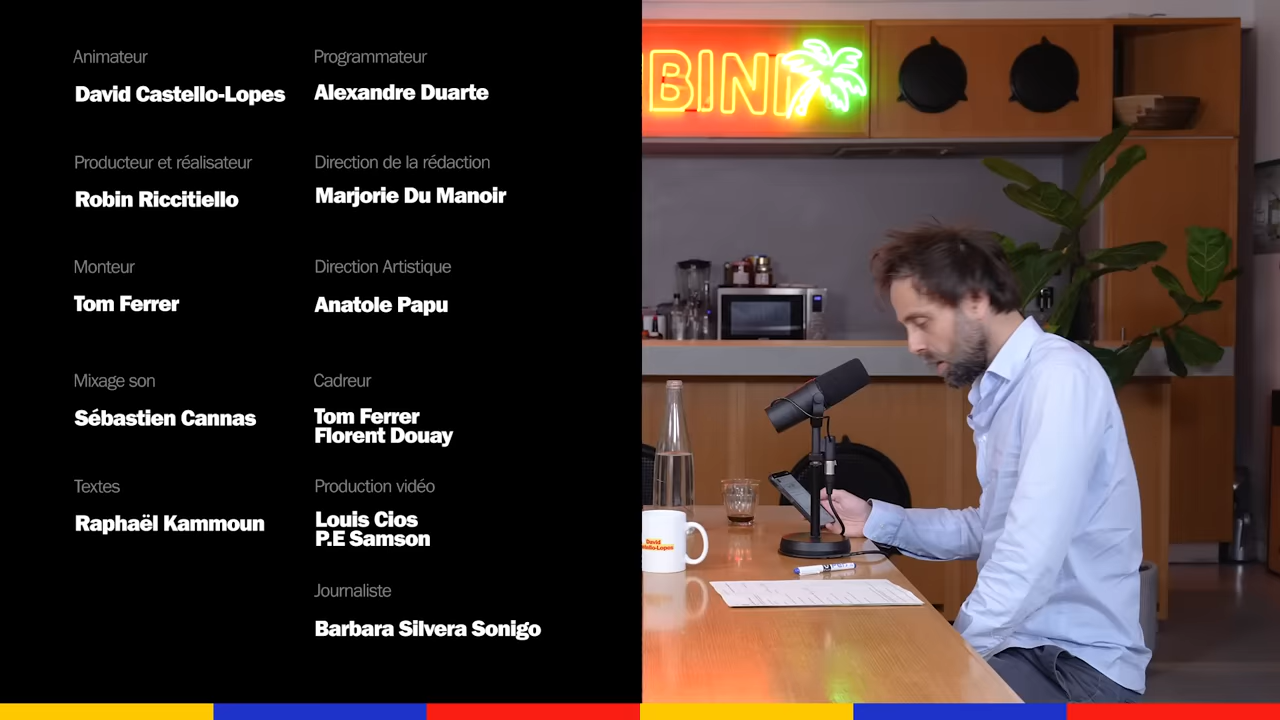 Animateur
David Castello-Lopes
Producteur et réalisateur
Robin Riccitiello
Monteur
Tom Ferrer
Mixage son
Sébastien Cannas
Textes
Raphaël Kammoun
Programmateur
Alexandre Duarte
Direction de la rédaction
Marjorie Du Manoir
Direction Artistique
Anatole Papu
Cadreur
Tom Ferrer
Florent Douay
Production vidéo
Louis Cios
P.E Samson
Journaliste
Barbara Silvera Sonigo
BINI
David